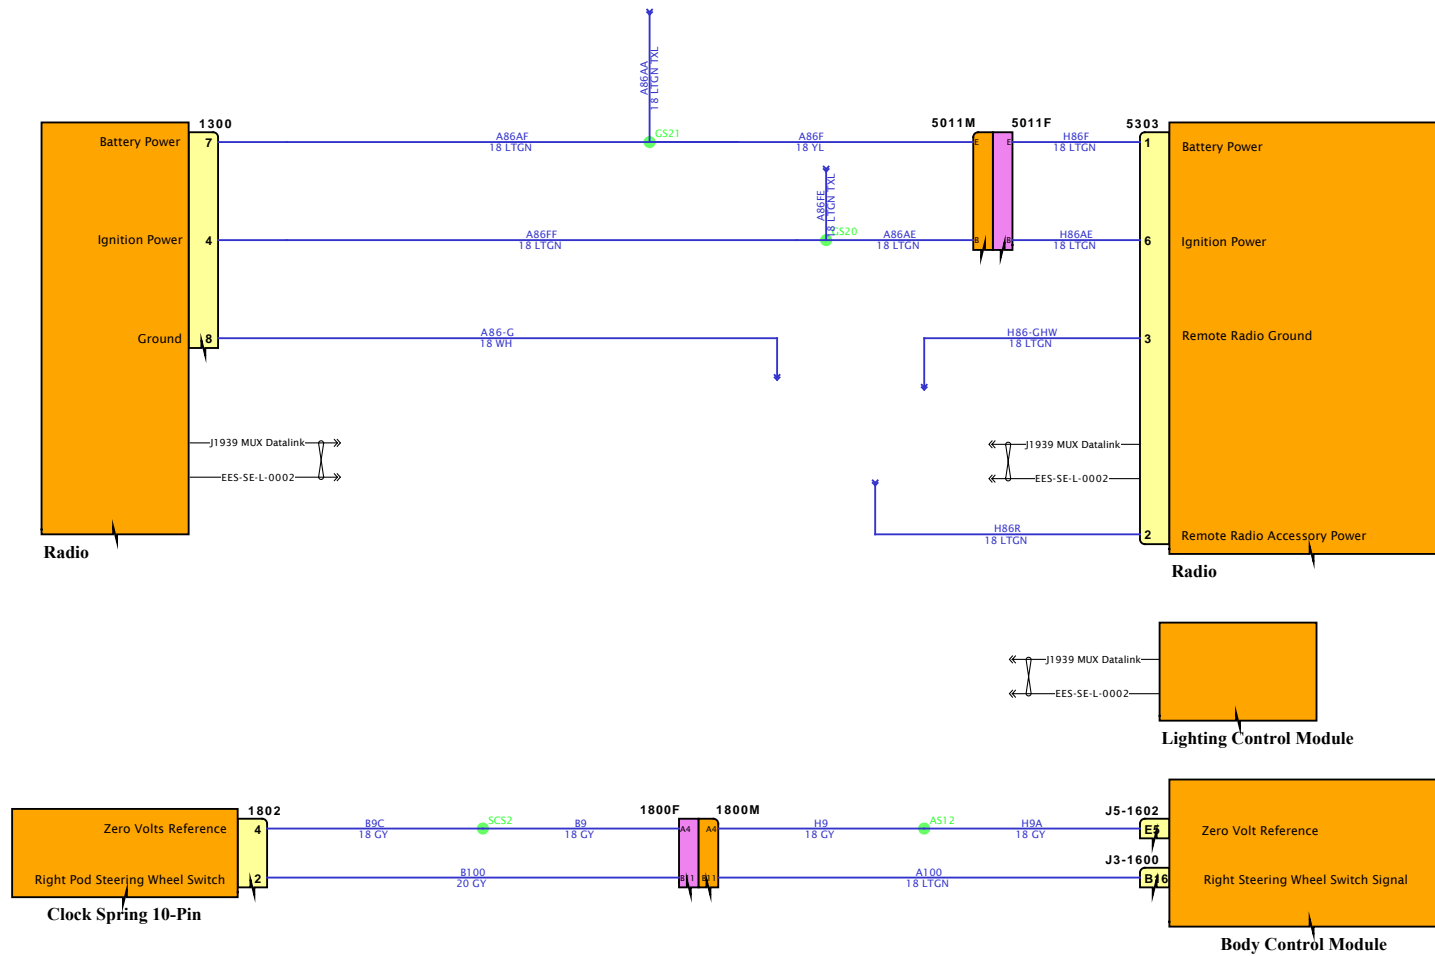 A86AA
18 LTGN TXL
1300
5011M
5011F
5303
Battery Power
7
A86AF
18 LTGN
GS21
A86F
18 YL
E
E
H86F
18 LTGN
1
Battery Power
A86FE
18 LTGN TXL
Ignition Power
4
A86FF
18 LTGN
GS20
A86AE
18 LTGN
B
B
H86AE
18 LTGN
6
Ignition Power
Ground
8
A86-G
18 WH
H86-GHW
18 LTGN
3
Remote Radio Ground
J1939 MUX Datalink
EES-SE-L-0002
J1939 MUX Datalink
EES-SE-L-0002
H86R
18 LTGN
2
Remote Radio Accessory Power
Radio
Radio
J1939 MUX Datalink
EES-SE-L-0002
Lighting Control Module
1802
1800F
1800M
J5-1602
Zero Volts Reference
4
B9C
18 GY
SCS2
B9
18 GY
A4
A4
H9
18 GY
AS12
H9A
18 GY
E5
Zero Volt Reference
J3-1600
Right Pod Steering Wheel Switch
2
B100
20 GY
B11
B11
A100
18 LTGN
B16
Right Steering Wheel Switch Signal
Clock Spring 10-Pin
Body Control Module